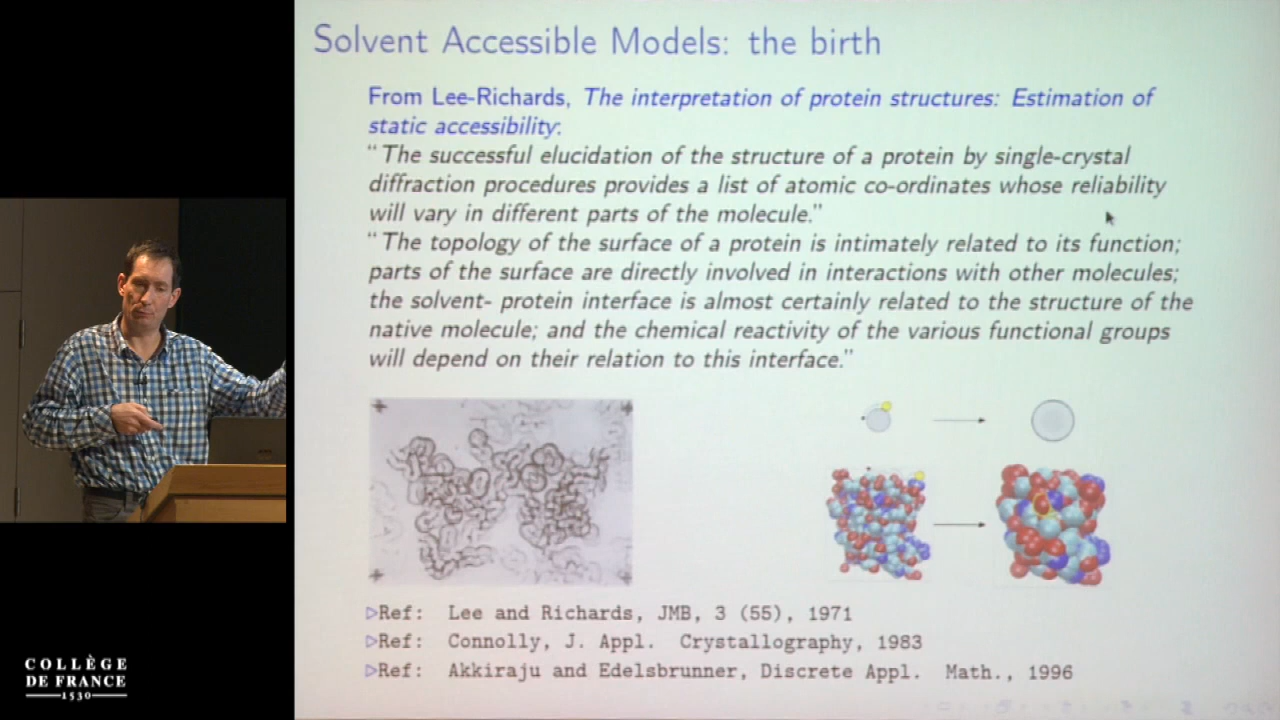 Solvent Accessible Models: the birth
From Lee-Richards, The interpretation of protein structures: Estimation of
static accessibility:
“The successful elucidation of the structure of a protein by single-crystal
diffraction procedures provides a list of atomic co-ordinates whose reliability
will vary in different parts of the molecule.”
“The topology of the surface of a protein is intimately related to its function;
parts of the surface are directly involved in interactions with other molecules;
the solvent- protein interface is almost certainly related to the structure of the
native molecule; and the chemical reactivity of the various functional groups
will depend on their relation to this interface.”
▷Ref: Lee and Richards, JMB, 3 (55), 1971
▷Ref: Connolly, J. Appl. Crystallography, 1983
▷Ref: Akkiraju and Edelsbrunner, Discrete Appl. Math., 1996
COLLÈGE
DE FRANCE
1530